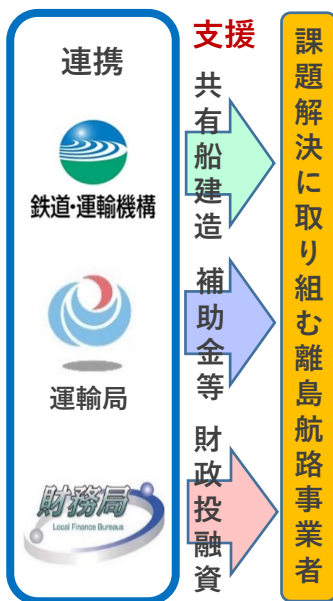 連携
鉄道・運輸機構
運輸局
財務局
Local Finance Bureaus
支援
共有船建造
補助金等
財政投融資
課題解決に取り組む離島航路事業者